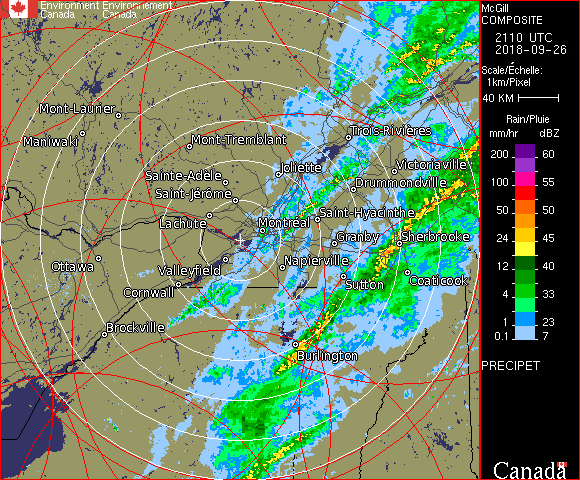 Environment Environnement
Canada Canada
McGill
COMPOSITE
2110 UTC
2018-09-26
Scale/Échelle:
1km/Pixel
40 KM
Rain/Pluie
mm/hr dBZ
200 60
100 55
50 50
24 45
12 40
4 33
1 23
0.1 7
PRECIPET
Canada
Mont-Laurier
Maniwaki
Mont-Tremblant
Trois-Rivières
Joliette
Victoriaville
Sainte-Adèle
Drummondville
Saint-Jérôme
Lachute
Saint-Hyacinthe
Montréal
Granby
Sherbrooke
Ottawa
Valleyfield
Napierville
Coaticook
Cornwall
Sutton
Brockville
Burlington